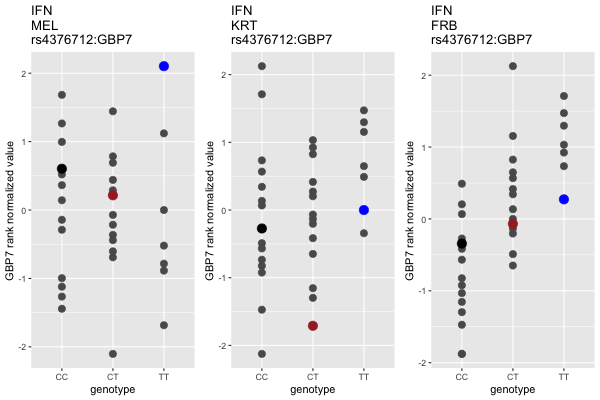 IFN
MEL
rs4376712:GBP7
GBP7 rank normalized value
2
1
0
-1
-2
CC
CT
TT
genotype
IFN
KRT
rs4376712:GBP7
GBP7 rank normalized value
2
1
0
-1
-2
CC
CT
TT
genotype
IFN
FRB
rs4376712:GBP7
GBP7 rank normalized value
2
1
0
-1
-2
CC
CT
TT
genotype